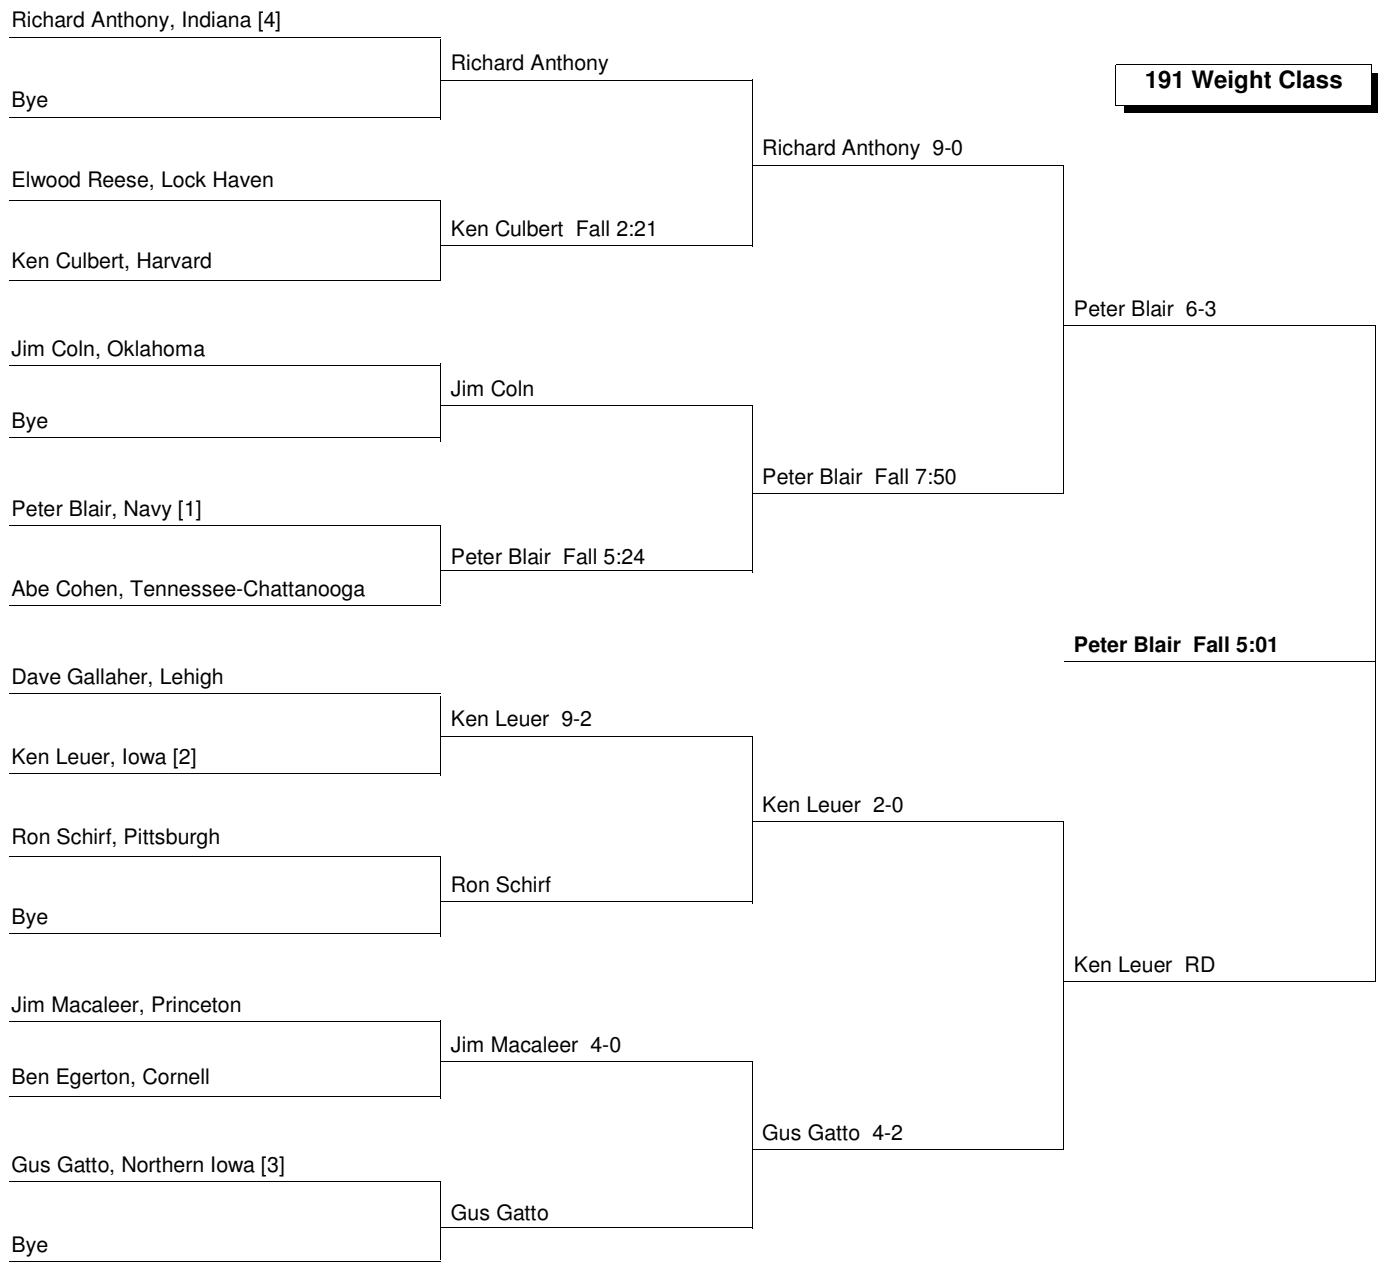 Richard Anthony, Indiana [4]
Richard Anthony
191 Weight Class
Bye
Richard Anthony 9-0
Elwood Reese, Lock Haven
Ken Culbert Fall 2:21
Ken Culbert, Harvard
Peter Blair 6-3
Jim Coln, Oklahoma
Jim Coln
Bye
Peter Blair Fall 7:50
Peter Blair, Navy [1]
Peter Blair Fall 5:24
Abe Cohen, Tennessee-Chattanooga
Peter Blair Fall 5:01
Dave Gallaher, Lehigh
Ken Leuer 9-2
Ken Leuer, Iowa [2]
Ken Leuer 2-0
Ron Schirf, Pittsburgh
Ron Schirf
Bye
Ken Leuer RD
Jim Macaleer, Princeton
Jim Macaleer 4-0
Ben Egerton, Cornell
Gus Gatto 4-2
Gus Gatto, Northern Iowa [3]
Gus Gatto
Bye